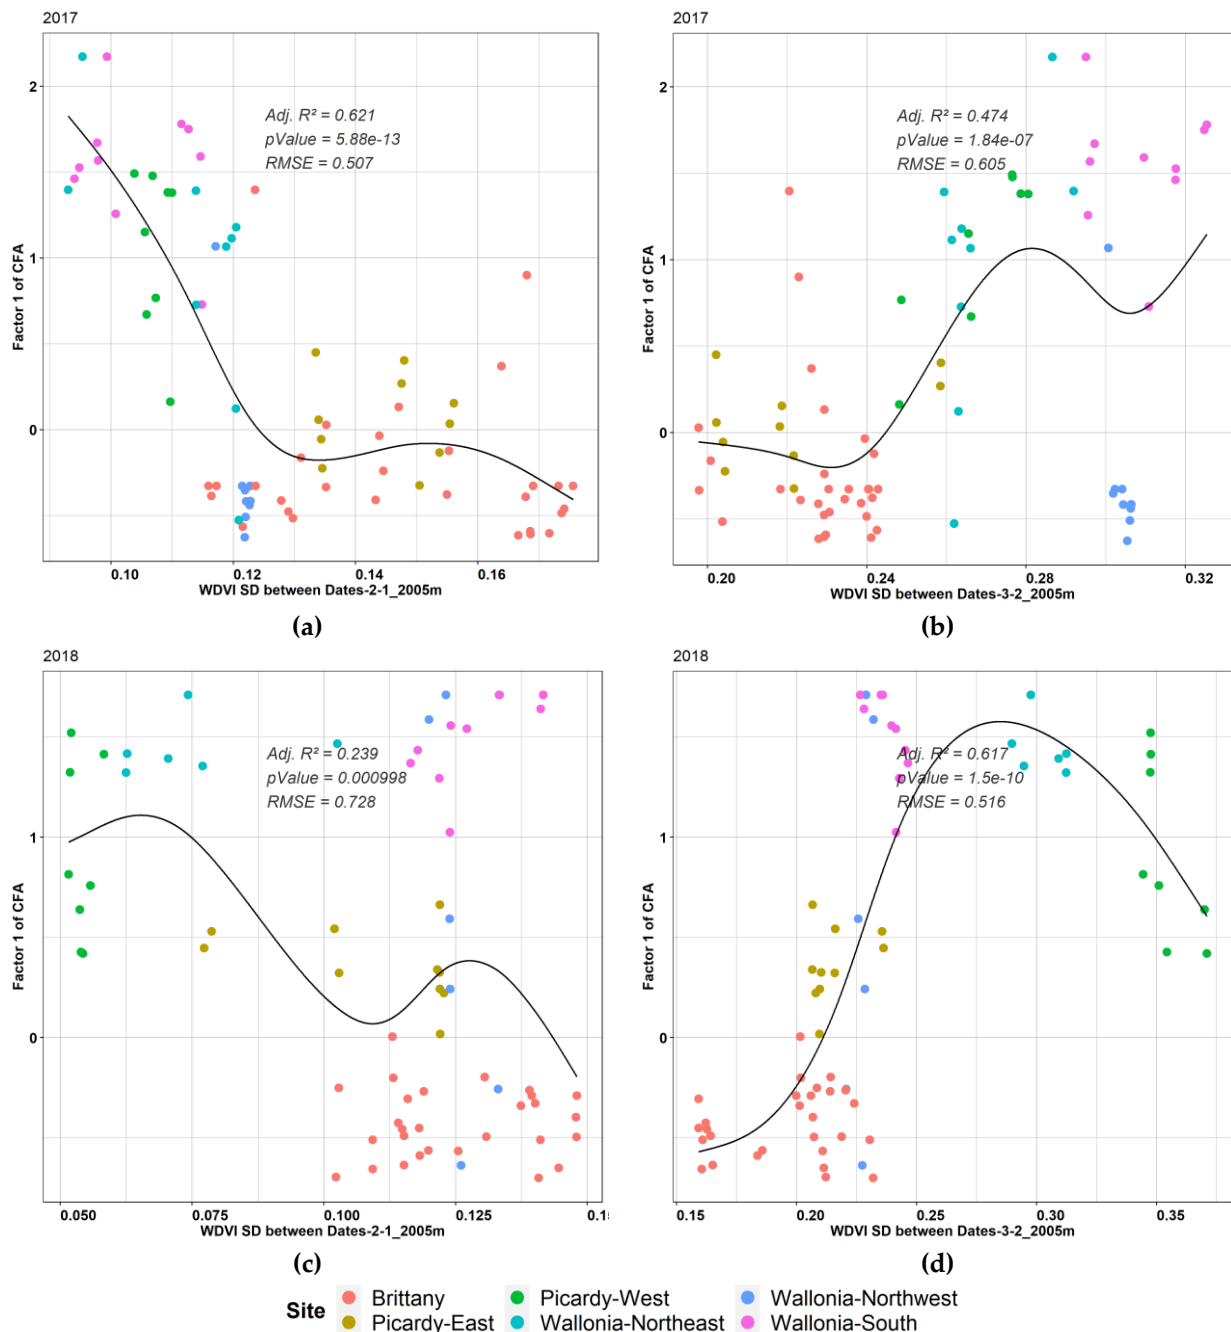 2017
2
1
0
Factor 1 of CFA
Adj. R² = 0.621
pValue = 5.88e-13
RMSE = 0.507
0.10 0.12 0.14 0.16
WDVI SD between Dates-2-1_2005m
(a)
2017
2
1
0
Factor 1 of CFA
Adj. R² = 0.474
pValue = 1.84e-07
RMSE = 0.605
0.20 0.24 0.28 0.32
WDVI SD between Dates-3-2_2005m
(b)
2018
1
0
Factor 1 of CFA
Adj. R² = 0.239
pValue = 0.000998
RMSE = 0.728
0.050 0.075 0.100 0.125
WDVI SD between Dates-2-1_2005m
(c)
2018
1
0
Factor 1 of CFA
Adj. R² = 0.617
pValue = 1.5e-10
RMSE = 0.516
0.15 0.20 0.25 0.30 0.35
WDVI SD between Dates-3-2_2005m
(d)
Site Brittany Picardy-West Wallonia-Northwest
Picardy-East Wallonia-Northeast Wallonia-South